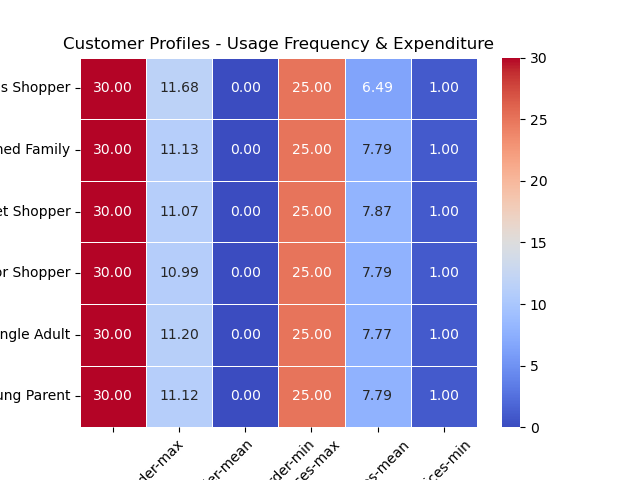 Customer Profiles - Usage Frequency & Expenditure
s Shopper 30.00 11.68 0.00 25.00 6.49 1.00
ned Family 30.00 11.13 0.00 25.00 7.79 1.00
et Shopper 30.00 11.07 0.00 25.00 7.87 1.00
or Shopper 30.00 10.99 0.00 25.00 7.79 1.00
ngle Adult 30.00 11.20 0.00 25.00 7.77 1.00
ung Parent 30.00 11.12 0.00 25.00 7.79 1.00
der-max
er-mean
rder-min
ces-max
es-mean
ices-min
30
25
20
15
10
5
0